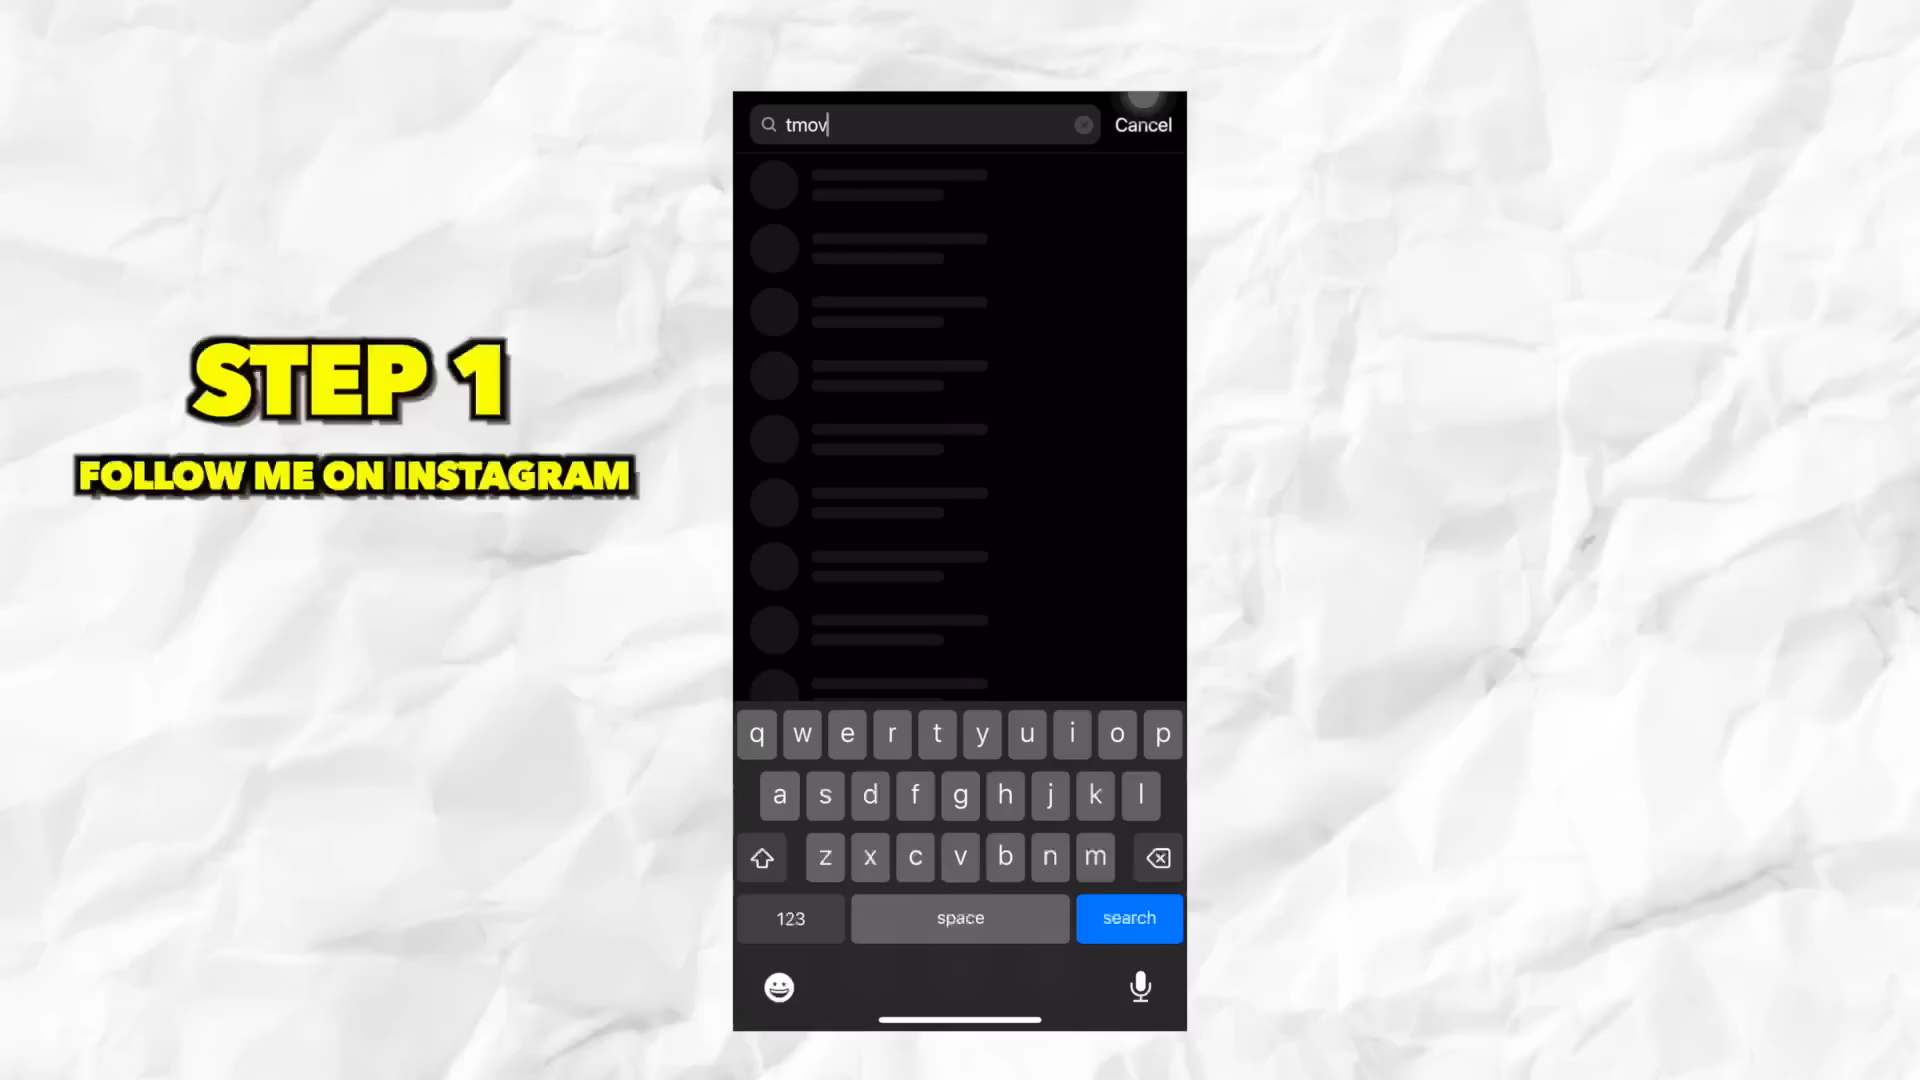 tmov
Cancel
STEP 1
FOLLOW ME ON INSTAGRAM
q w e r t y u i o p
a s d f g h j k l
z x c v b n m
123 space search